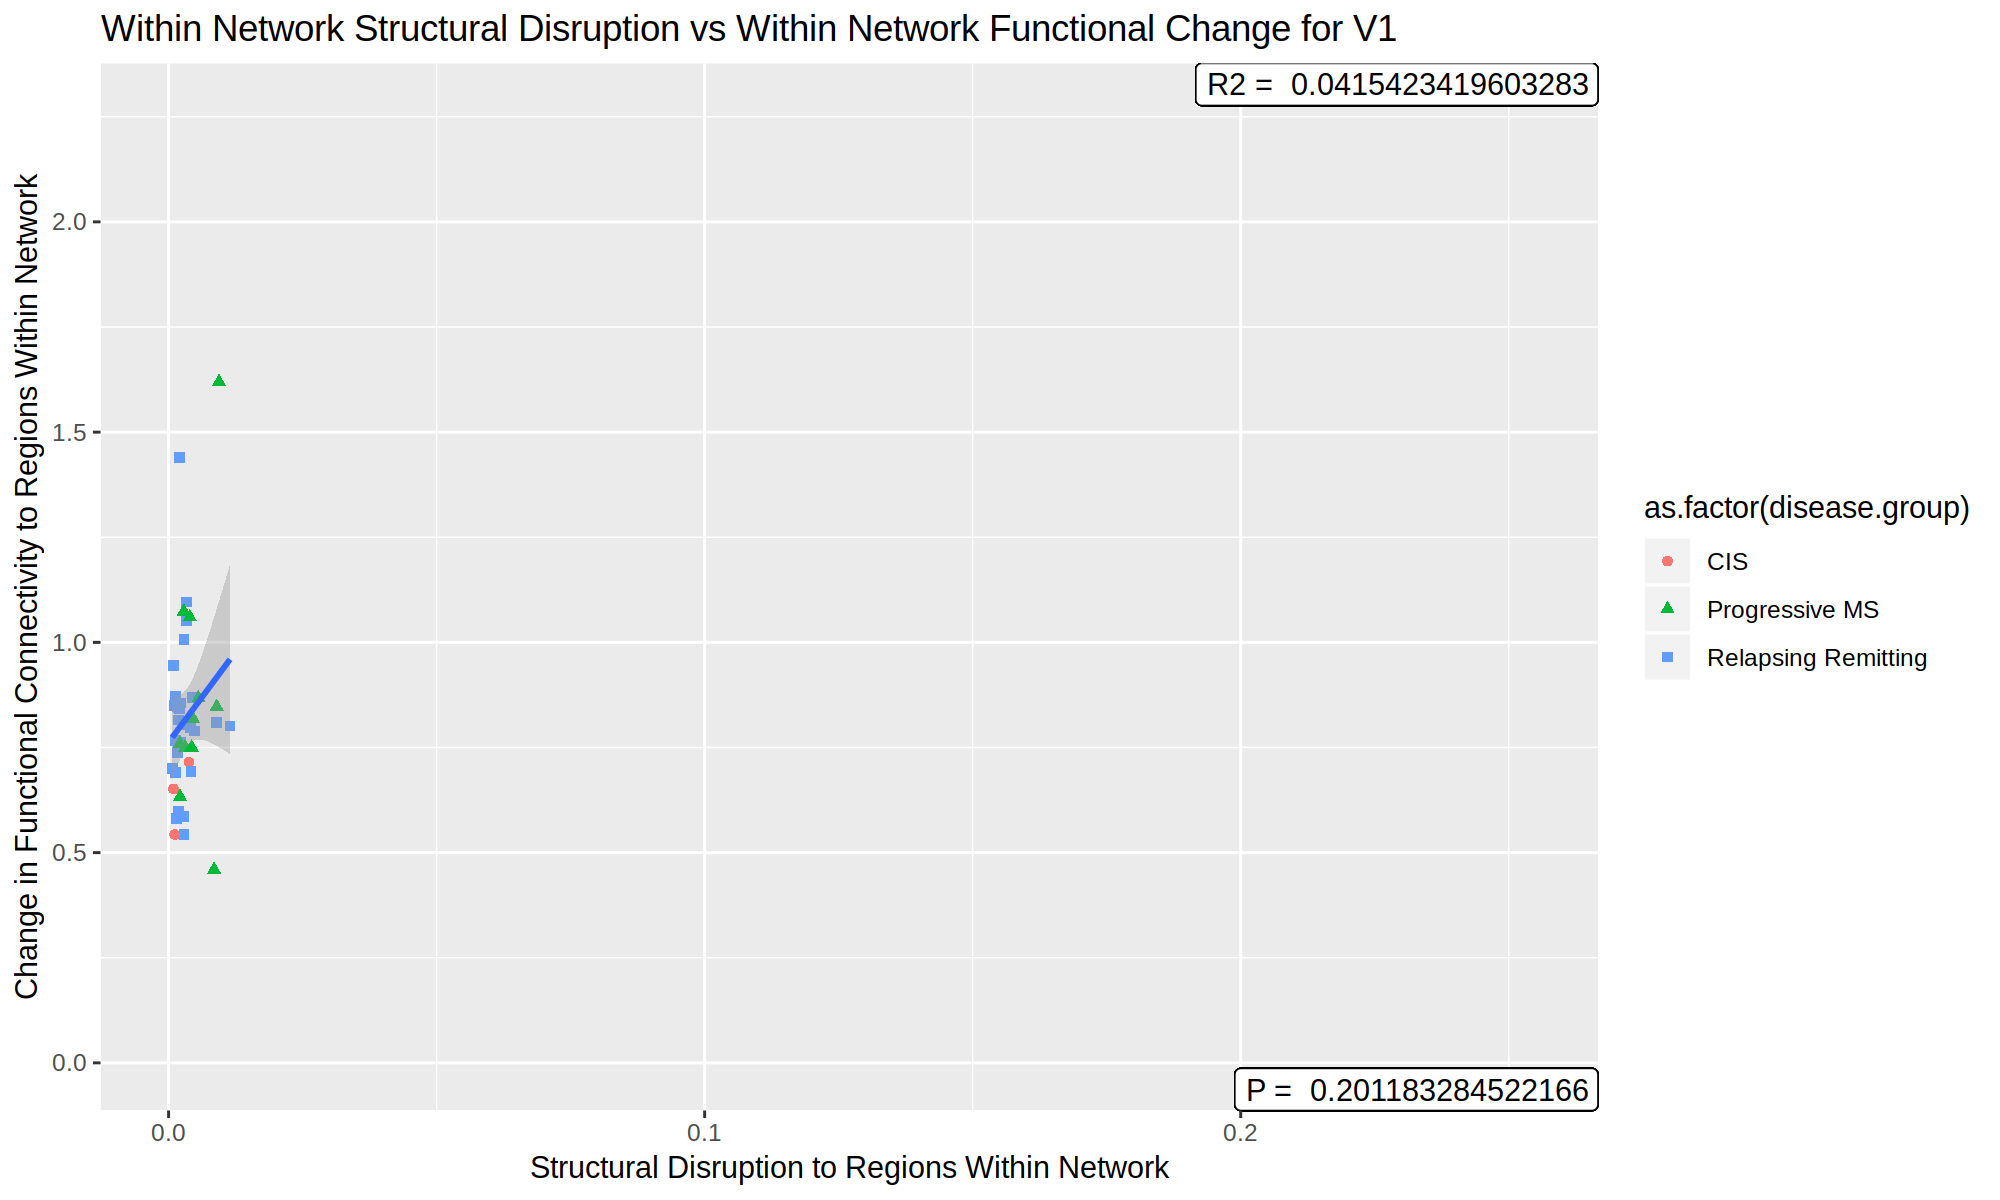 Within Network Structural Disruption vs Within Network Functional Change for V1
R2 =  0.0415423419603283
Change in Functional Connectivity to Regions Within Network
2.0
1.5
1.0
0.5
0.0
as.factor(disease.group)
CIS
Progressive MS
Relapsing Remitting
P =  0.201183284522166
0.0
0.1
0.2
Structural Disruption to Regions Within Network